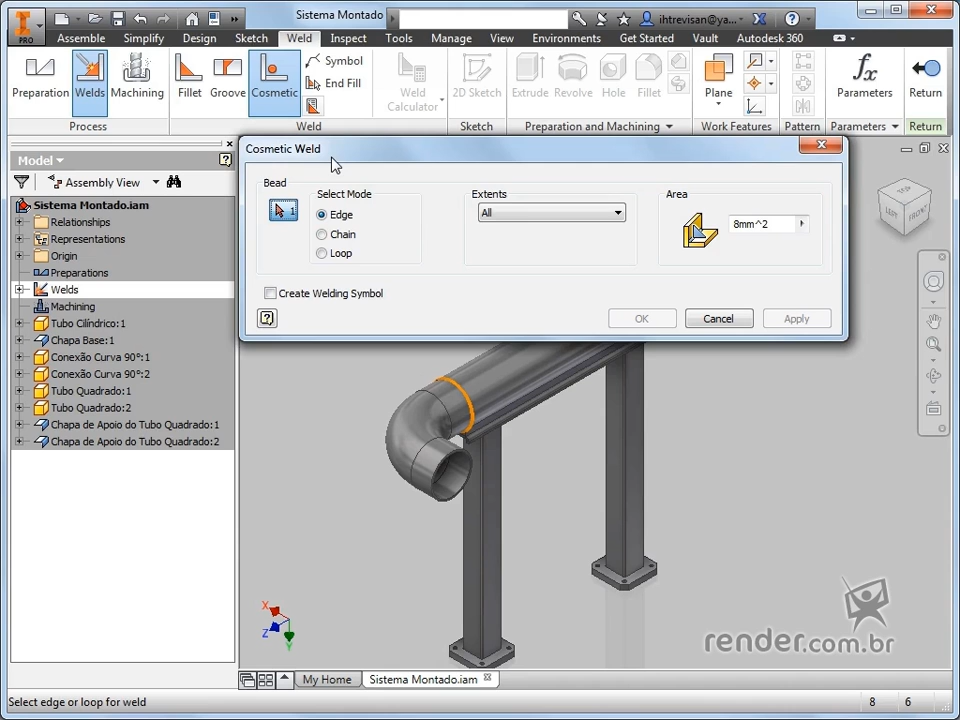 Sistema Montado
ihtrevisan@ya...
PRO
Assemble
Simplify
Design
Sketch
Weld
Inspect
Tools
Manage
View
Environments
Get Started
Vault
Autodesk 360
Preparation
Welds
Machining
Fillet
Groove
Cosmetic
Symbol
End Fill
Weld
Calculator
2D Sketch
Extrude
Revolve
Hole
Fillet
Plane
fx
Parameters
Return
Process
Weld
Sketch
Preparation and Machining
Work Features
Pattern
Parameters
Return
Model
Assembly View
Sistema Montado.iam
Relationships
Representations
Origin
Preparations
Welds
Machining
Tubo Cilíndrico:1
Chapa Base:1
Conexão Curva 90°:1
Conexão Curva 90°:2
Tubo Quadrado:1
Tubo Quadrado:2
Chapa de Apoio do Tubo Quadrado:1
Chapa de Apoio do Tubo Quadrado:2
Cosmetic Weld
Bead
1
Select Mode
Edge
Chain
Loop
Extents
All
Area
8mm^2
Create Welding Symbol
OK
Cancel
Apply
TOP
FRONT
X
Z
Y
render.com.br
My Home
Sistema Montado.iam
Select edge or loop for weld
8
6